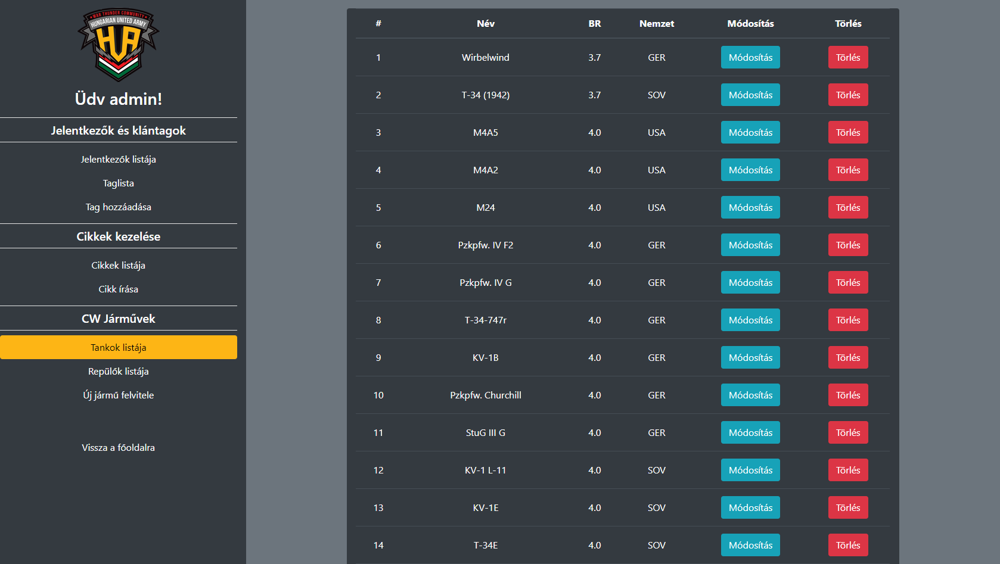 WAR THUNDER COMMUNITY
HUNGARIAN UNITED ARMY
HUA
Üdv admin!
Jelentkezők és klántagok
Jelentkezők listája
Taglista
Tag hozzáadása
Cikkek kezelése
Cikkek listája
Cikk írása
CW Járművek
Tankok listája
Repülők listája
Új jármű felvitele
Vissza a főoldalra
# Név BR Nemzet Módosítás Törlés
1 Wirbelwind 3.7 GER Módosítás Törlés
2 T-34 (1942) 3.7 SOV Módosítás Törlés
3 M4A5 4.0 USA Módosítás Törlés
4 M4A2 4.0 USA Módosítás Törlés
5 M24 4.0 USA Módosítás Törlés
6 Pzkpfw. IV F2 4.0 GER Módosítás Törlés
7 Pzkpfw. IV G 4.0 GER Módosítás Törlés
8 T-34-747r 4.0 GER Módosítás Törlés
9 KV-1B 4.0 GER Módosítás Törlés
10 Pzkpfw. Churchill 4.0 GER Módosítás Törlés
11 StuG III G 4.0 GER Módosítás Törlés
12 KV-1 L-11 4.0 SOV Módosítás Törlés
13 KV-1E 4.0 SOV Módosítás Törlés
14 T-34E 4.0 SOV Módosítás Törlés